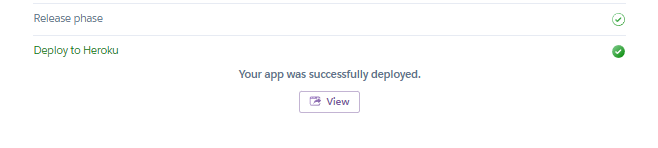 Release phase
Deploy to Heroku
Your app was successfully deployed.
View